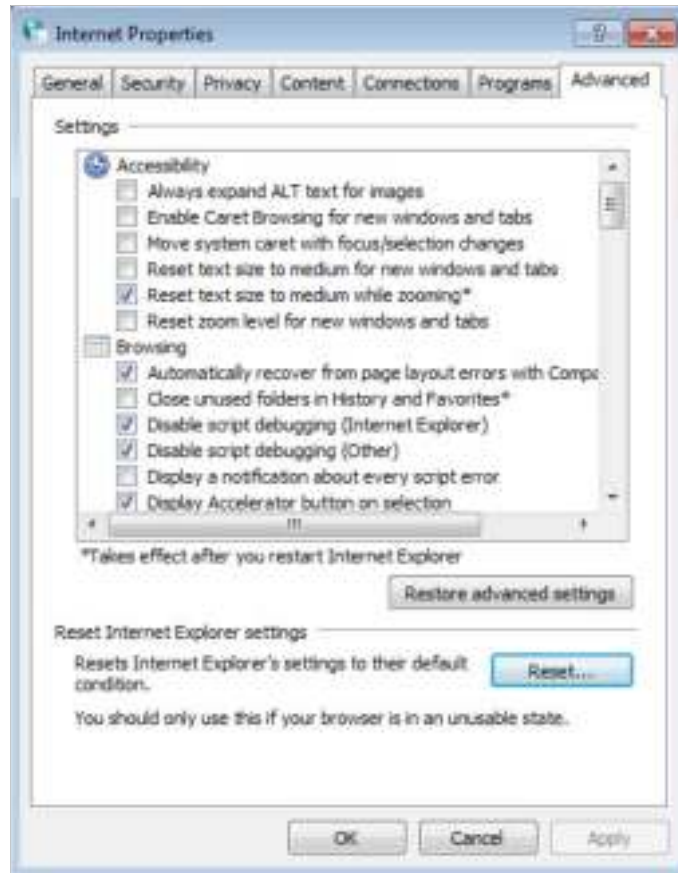 Internet Properties
General Security Privacy Content Connections Programs Advanced
Settings
Accessibility
Always expand ALT text for images
Enable Caret Browsing for new windows and tabs
Move system caret with focus/selection changes
Reset text size to medium for new windows and tabs
Reset text size to medium while zooming*
Reset zoom level for new windows and tabs
Browsing
Automatically recover from page layout errors with Compa
Close unused folders in History and Favorites*
Disable script debugging (Internet Explorer)
Disable script debugging (Other)
Display a notification about every script error
Display Accelerator button on selection
*Takes effect after you restart Internet Explorer
Restore advanced settings
Reset Internet Explorer settings
Resets Internet Explorer's settings to their default
condition.
Reset...
You should only use this if your browser is in an unusable state.
OK Cancel Apply